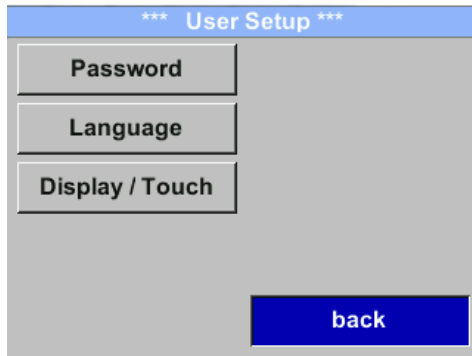 *** User Setup ***
Password
Language
Display / Touch
back